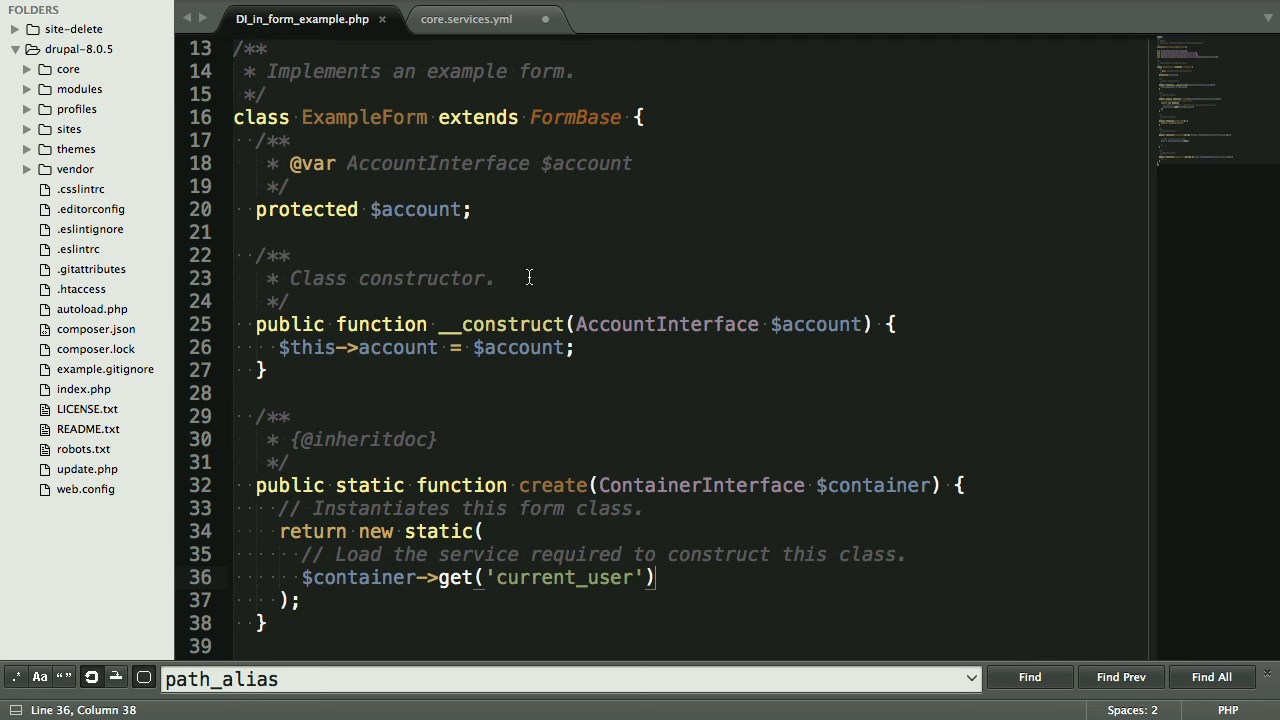 FOLDERS
site-delete
drupal-8.0.5
core
modules
profiles
sites
themes
vendor
.csslintrc
.editorconfig
.eslintignore
.eslintrc
.gitattributes
.htaccess
autoload.php
composer.json
composer.lock
example.gitignore
index.php
LICENSE.txt
README.txt
robots.txt
update.php
web.config
DI_in_form_example.php × core.services.yml
13 /**
14 * Implements an example form.
15 */
16 class ExampleForm extends FormBase {
17 /**
18 * @var AccountInterface $account
19 */
20 protected $account;
21
22 /**
23 * Class constructor.
24 */
25 public function __construct(AccountInterface $account) {
26 $this->account = $account;
27 }
28
29 /**
30 * {@inheritdoc}
31 */
32 public static function create(ContainerInterface $container) {
33 // Instantiates this form class.
34 return new static(
35 // Load the service required to construct this class.
36 $container->get('current_user')
37 );
38 }
39
.* Aa “” path_alias Find Find Prev Find All ×
Line 36, Column 38 Spaces: 2 PHP